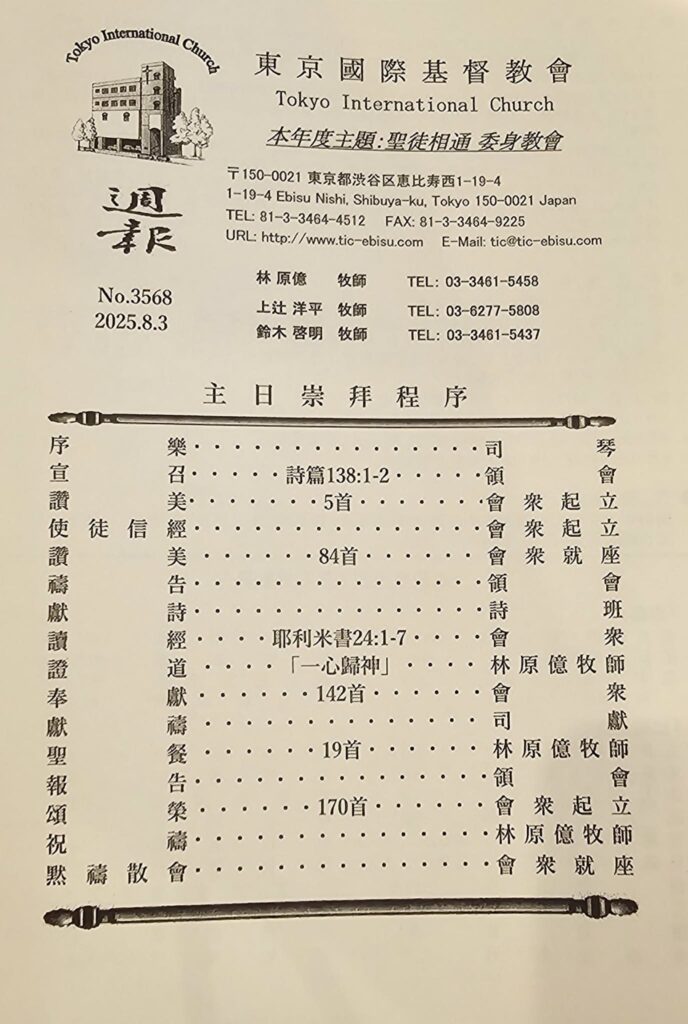 Tokyo International Church
東京國際基督教會
Tokyo International Church
本年度主題:聖徒相通 委身教會
〒150-0021 東京都渋谷区恵比寿西1-19-4
1-19-4 Ebisu Nishi, Shibuya-ku, Tokyo 150-0021 Japan
TEL: 81-3-3464-4512 FAX: 81-3-3464-9225
URL: http://www.tic-ebisu.com E-Mail: tic@tic-ebisu.com
週報
No.3568
2025.8.3
林 原億 牧師 TEL: 03-3461-5458
上辻 洋平 牧師 TEL: 03-6277-5808
鈴木 啓明 牧師 TEL: 03-3461-5437
主日崇拜程序
序樂・・・・・・・・・・・・・・・司琴
宣召・・・・・詩篇138:1-2・・・・・領會
讚美・・・・・・5首・・・・・・會衆起立
使徒信經・・・・・・・・・・・・・・・會衆起立
讚美・・・・・・84首・・・・・・會衆就座
禱告・・・・・・・・・・・・・・・領會
獻詩・・・・・・・・・・・・・・・詩班
讀經・・・・耶利米書24:1-7・・・・會衆
證道・・・・「一心歸神」・・・・林原億牧師
奉獻・・・・・・142首・・・・・・會衆
獻禱・・・・・・・・・・・・・・・司獻
聖餐・・・・・・19首・・・・・・林原億牧師
報告・・・・・・・・・・・・・・・領會
頌榮・・・・・・170首・・・・・・會衆起立
祝禱・・・・・・・・・・・・・・・林原億牧師
黙禱散會・・・・・・・・・・・・・・・會衆就座